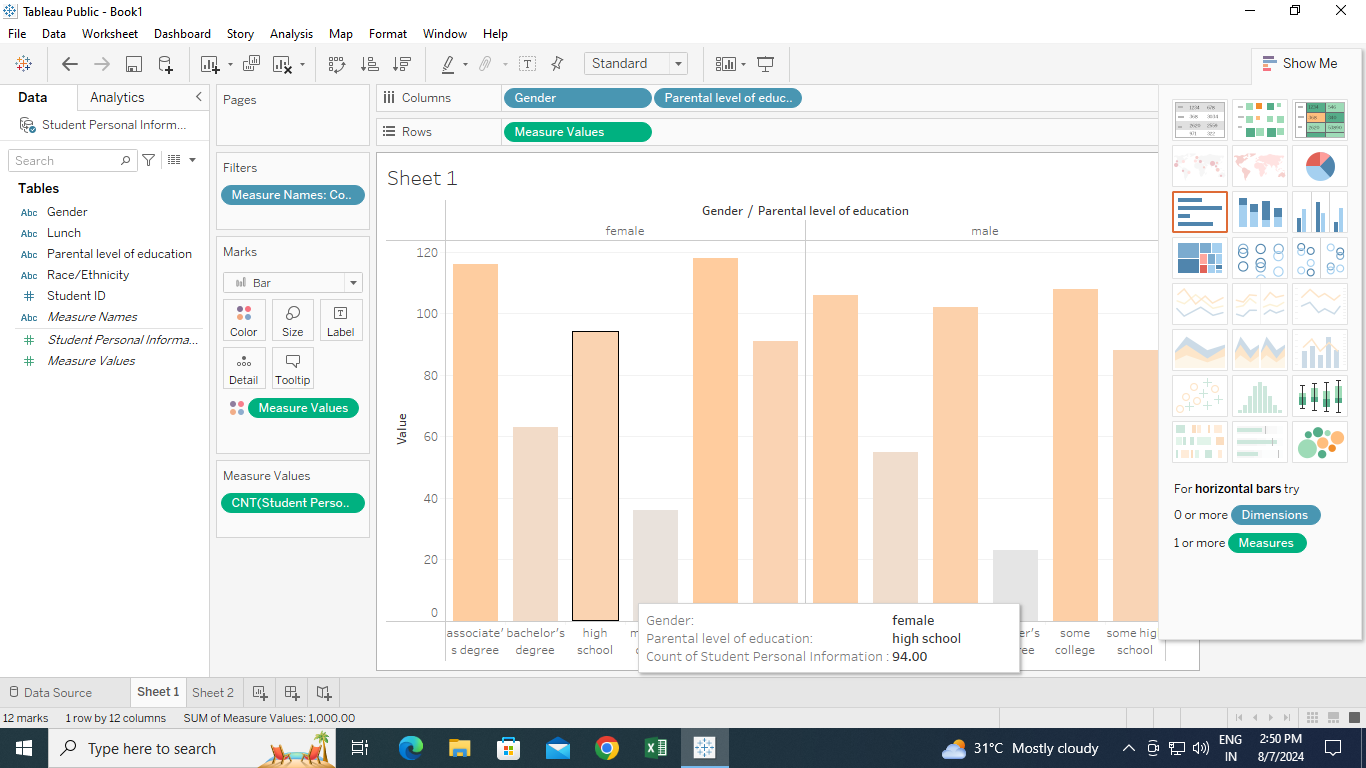 Tableau Public - Book1
File Data Worksheet Dashboard Story Analysis Map Format Window Help
Standard
Show Me
Data Analytics
Student Personal Inform...
Search
Tables
Abc Gender
Abc Lunch
Abc Parental level of education
Abc Race/Ethnicity
# Student ID
Abc Measure Names
# Student Personal Informa...
# Measure Values
Pages
Filters
Measure Names: Co..
Marks
Bar
Color Size Label
Detail Tooltip
Measure Values
Measure Values
CNT(Student Perso..
Columns Gender Parental level of educ..
Rows Measure Values
Sheet 1
Gender / Parental level of education
female male
120
100
80
60
40
20
0
Value
associate's degree
bachelor's degree
high school
some college
some high school
Gender: female
Parental level of education: high school
Count of Student Personal Information : 94.00
For horizontal bars try
0 or more Dimensions
1 or more Measures
Data Source Sheet 1 Sheet 2
12 marks 1 row by 12 columns SUM of Measure Values: 1,000.00
Type here to search
31°C Mostly cloudy
ENG
IN
2:50 PM
8/7/2024